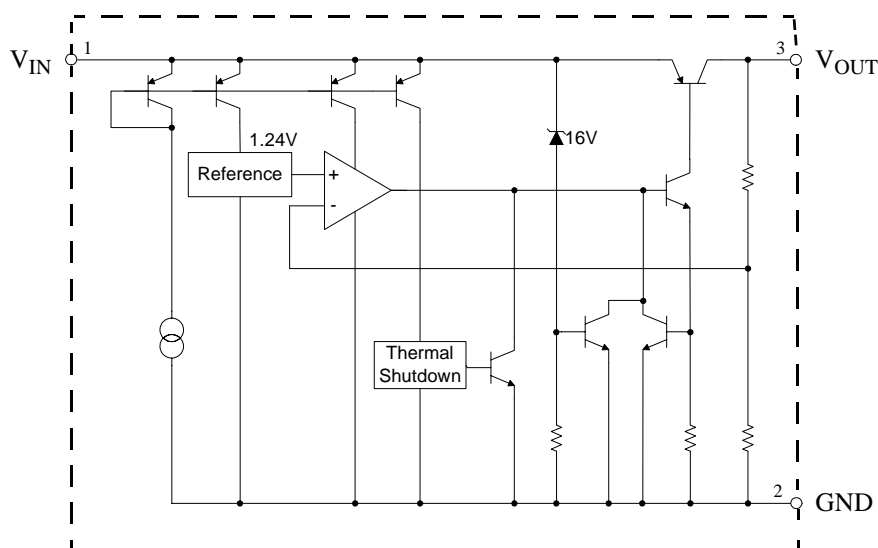 1
3
V_IN
V_OUT
1.24V
16V
Reference
+
-
Thermal
Shutdown
2
GND